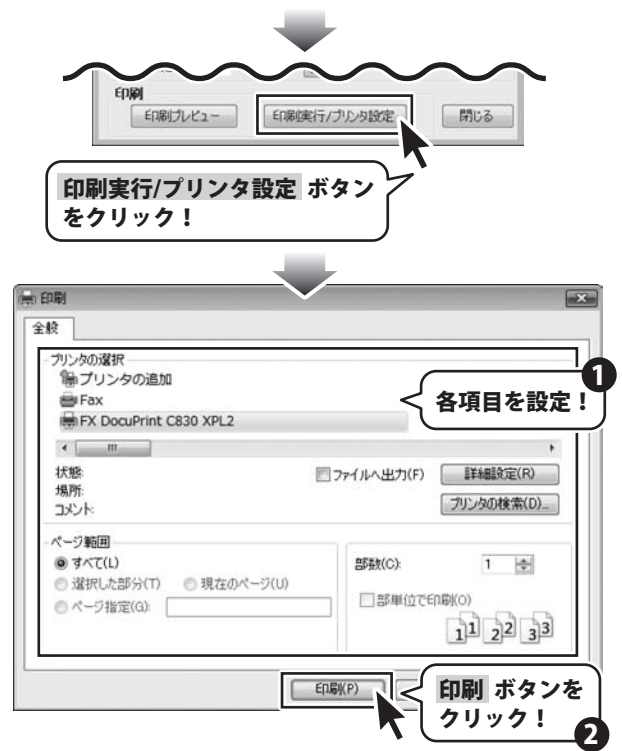 印刷
印刷プレビュー 印刷実行/プリンタ設定 閉じる
印刷実行/プリンタ設定 ボタン
をクリック！
印刷
全般
プリンタの選択
プリンタの追加
Fax
FX DocuPrint C830 XPL2
❶
各項目を設定！
状態:
場所:
コメント:
ファイルへ出力(F) 詳細設定(R)
プリンタの検索(D)...
ページ範囲
すべて(L)
選択した部分(T) 現在のページ(U)
ページ指定(G):
部数(C): 1
部単位で印刷(O)
11 22 33
印刷(P)
印刷 ボタンを
クリック！
❷